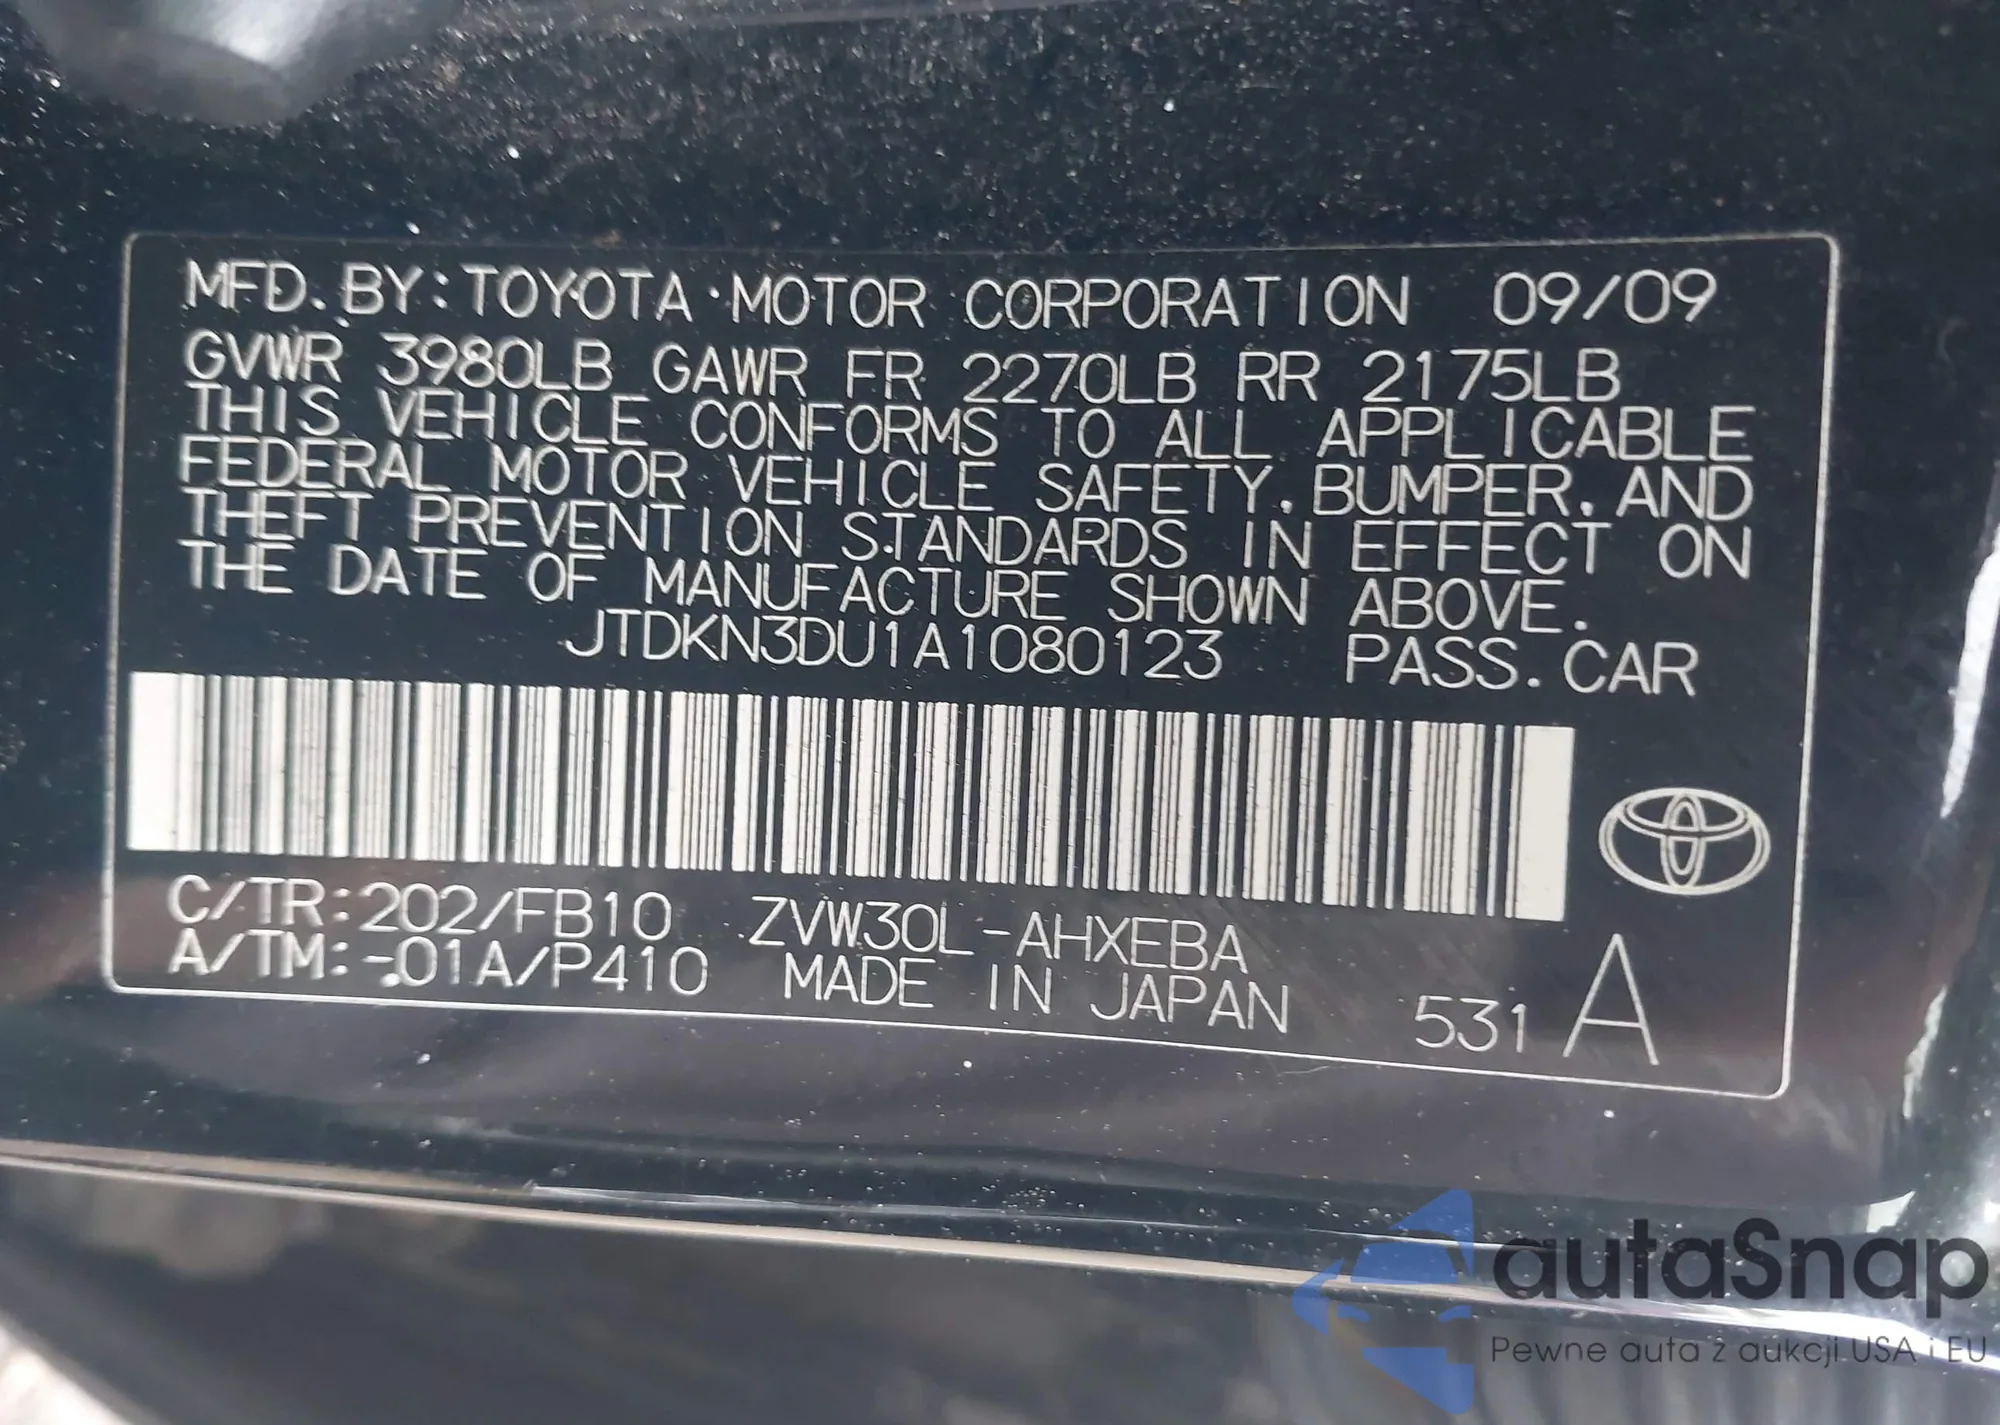 MFD. BY: TOYOTA MOTOR CORPORATION 09/09
GVWR 3980LB GAWR FR 2270LB RR 2175LB
THIS VEHICLE CONFORMS TO ALL APPLICABLE
FEDERAL MOTOR VEHICLE SAFETY, BUMPER, AND
THEFT PREVENTION STANDARDS IN EFFECT ON
THE DATE OF MANUFACTURE SHOWN ABOVE.
JTDKN3DU1A1080123 PASS. CAR
C/TR:202/FB10 ZVW30L-AHXEBA
A/TM:-01A/P410 MADE IN JAPAN 531 A
autaSnap
Pewne auta z aukcji USA i EU